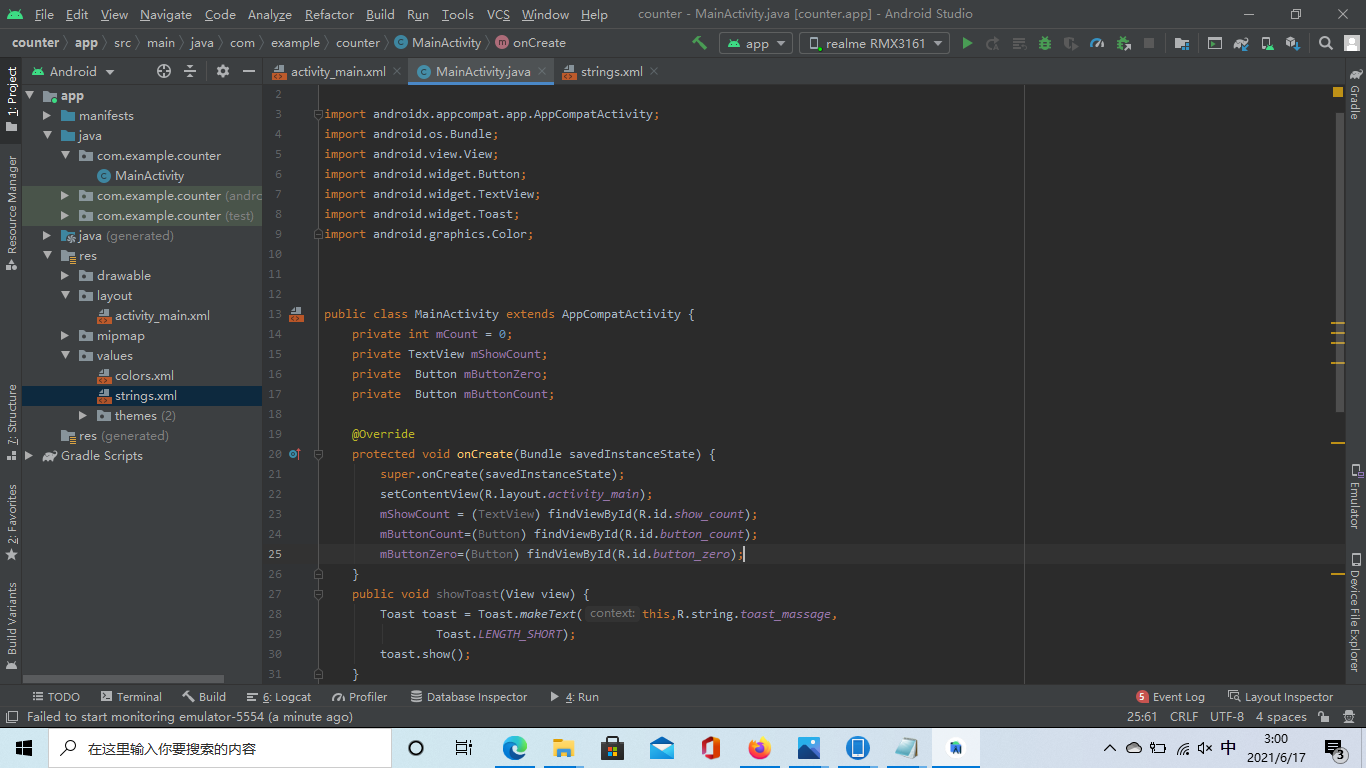 File Edit View Navigate Code Analyze Refactor Build Run Tools VCS Window Help counter - MainActivity.java [counter.app] - Android Studio
counter app src main java com example counter MainActivity onCreate app realme RMX3161
Android activity_main.xml MainActivity.java strings.xml
1: Project
Resource Manager
7: Structure
2: Favorites
Build Variants
app
manifests
java
com.example.counter
MainActivity
com.example.counter (andro
com.example.counter (test)
java (generated)
res
drawable
layout
activity_main.xml
mipmap
values
colors.xml
strings.xml
themes (2)
res (generated)
Gradle Scripts
2
3 import androidx.appcompat.app.AppCompatActivity;
4 import android.os.Bundle;
5 import android.view.View;
6 import android.widget.Button;
7 import android.widget.TextView;
8 import android.widget.Toast;
9 import android.graphics.Color;
10
11
12
13 public class MainActivity extends AppCompatActivity {
14 private int mCount = 0;
15 private TextView mShowCount;
16 private  Button mButtonZero;
17 private  Button mButtonCount;
18
19 @Override
20 protected void onCreate(Bundle savedInstanceState) {
21 super.onCreate(savedInstanceState);
22 setContentView(R.layout.activity_main);
23 mShowCount = (TextView) findViewById(R.id.show_count);
24 mButtonCount=(Button) findViewById(R.id.button_count);
25 mButtonZero=(Button) findViewById(R.id.button_zero);
26 }
27 public void showToast(View view) {
28 Toast toast = Toast.makeText( context: this,R.string.toast_massage,
29 Toast.LENGTH_SHORT);
30 toast.show();
31 }
Gradle
Emulator
Device File Explorer
TODO Terminal Build 6: Logcat Profiler Database Inspector 4: Run 5 Event Log Layout Inspector
Failed to start monitoring emulator-5554 (a minute ago) 25:61 CRLF UTF-8 4 spaces
在这里输入你要搜索的内容 中 3:00
2021/6/17 3